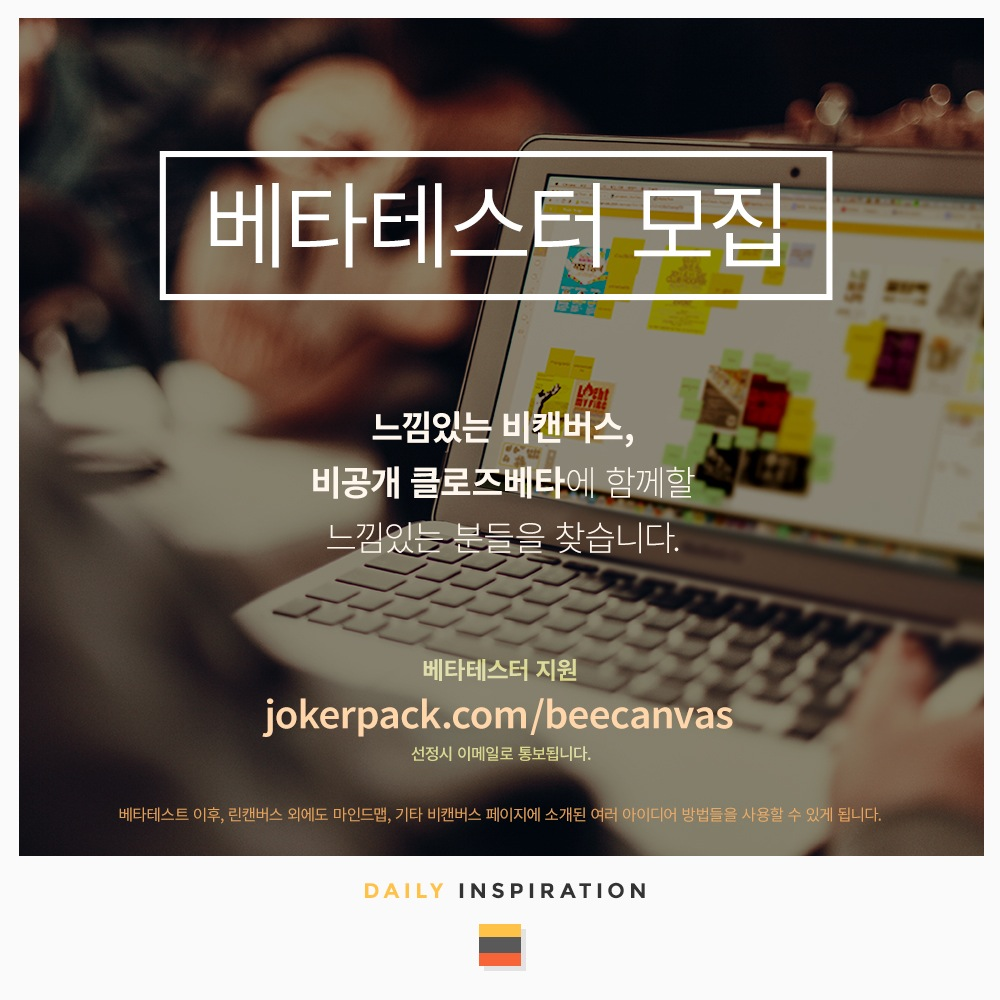 베타테스터 모집
느낌있는 비캔버스,
비공개 클로즈베타에 함께할
느낌있는 분들을 찾습니다.
베타테스터 지원
jokerpack.com/beecanvas
선정시 이메일로 통보됩니다.
베타테스트 이후, 린캔버스 외에도 마인드맵, 기타 비캔버스 페이지에 소개된 여러 아이디어 방법들을 사용할 수 있게 됩니다.
DAILY INSPIRATION